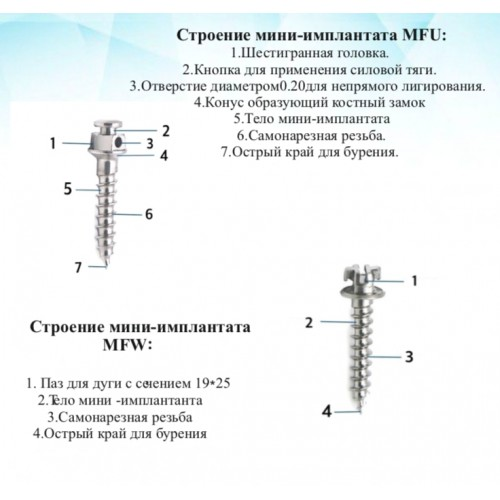 Строение мини-имплантата MFU:
1.Шестигранная головка.
2.Кнопка для применения силовой тяги.
3.Отверстие диаметром0.20для непрямого лигирования.
4.Конус образующий костный замок
5.Тело мини-имплантата
6.Самонарезная резьба.
7.Острый край для бурения.
1
2
3
4
5
6
7
1
2
3
4
Строение мини-имплантата
MFW:
1. Паз для дуги с сечением 19*25
2.Тело мини -имплантанта
3.Самонарезная резьба
4.Острый край для бурения